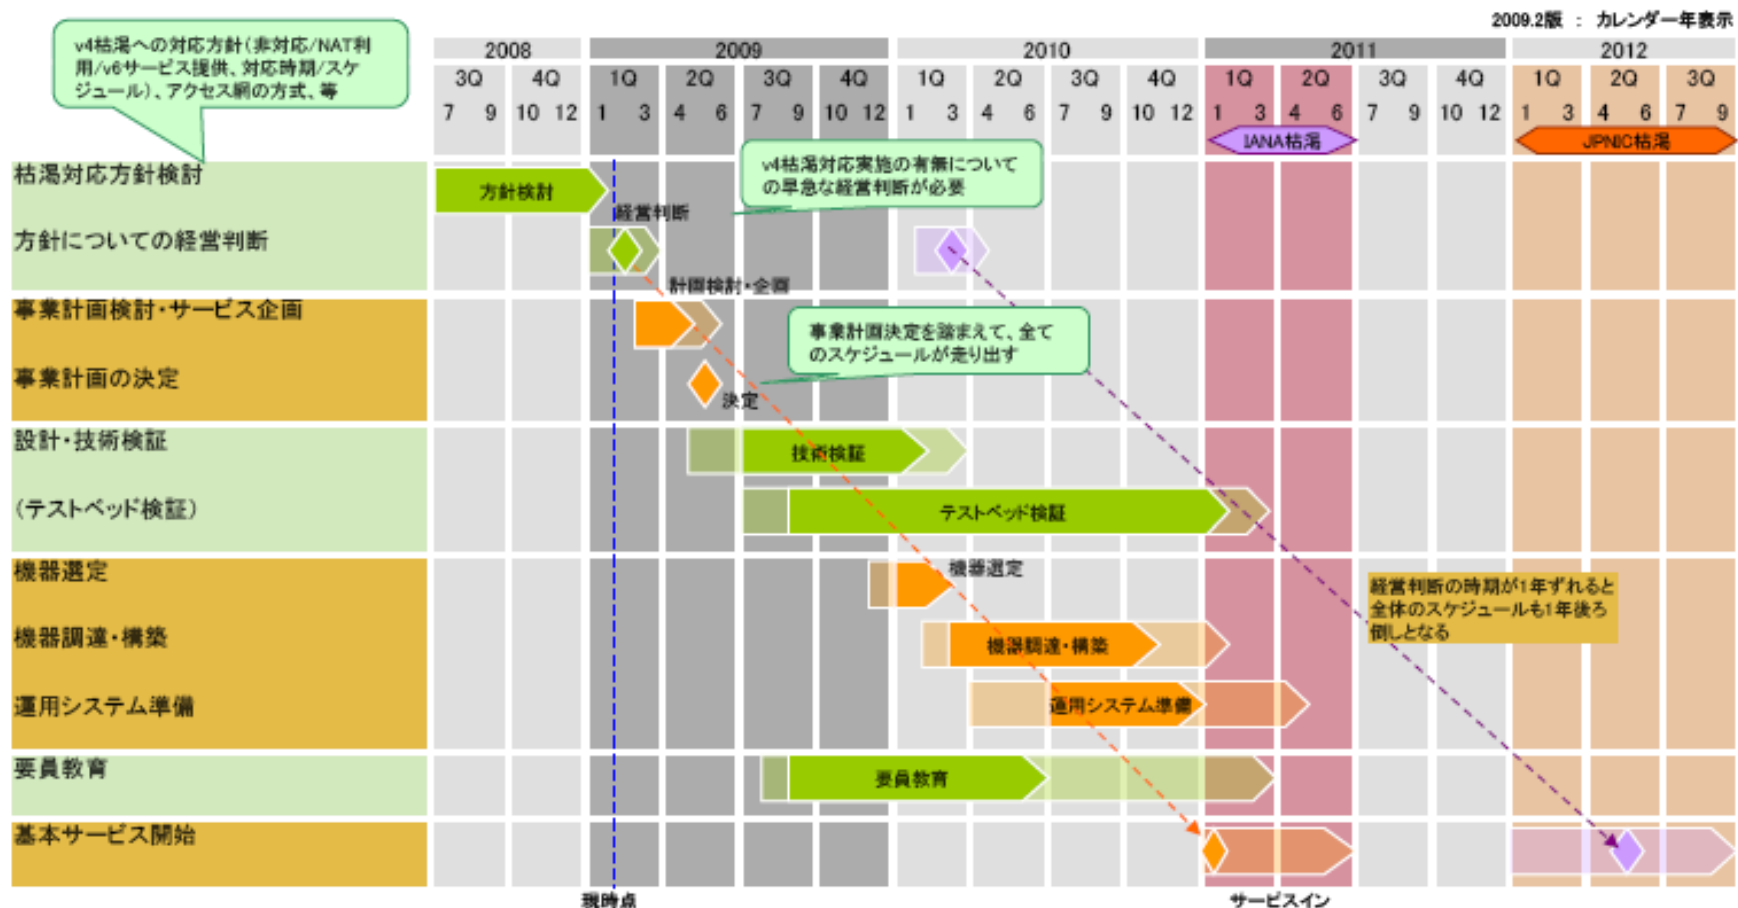 2009.2版 ： カレンダー年表示
v4枯渇への対応方針(非対応/NAT利
用/v6サービス提供、対応時期/スケ
ジュール)、アクセス網の方式、等
2008 2009 2010 2011 2012
3Q 4Q 1Q 2Q 3Q 4Q 1Q 2Q 3Q 4Q 1Q 2Q 3Q 4Q 1Q 2Q 3Q
7 9 10 12 1 3 4 6 7 9 10 12 1 3 4 6 7 9 10 12 1 3 4 6 7 9 10 12 1 3 4 6 7 9
IANA枯渇 JPNIC枯渇
枯渇対応方針検討
方針検討
v4枯渇対応実施の有無について
の早急な経営判断が必要
経営判断
方針についての経営判断
計画検討・企画
事業計画検討・サービス企画
事業計画決定を踏まえて、全て
のスケジュールが走り出す
事業計画の決定
決定
設計・技術検証
技術検証
(テストベッド検証)
テストベッド検証
機器選定
機器選定
経営判断の時期が1年ずれると
全体のスケジュールも1年後ろ
倒しとなる
機器調達・構築
機器調達・構築
運用システム準備
運用システム準備
要員教育
要員教育
基本サービス開始
現時点 サービスイン